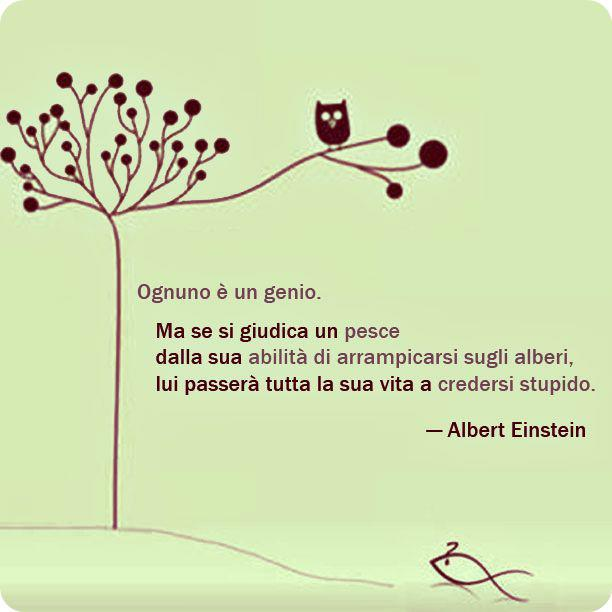 Ognuno è un genio.
Ma se si giudica un pesce
dalla sua abilità di arrampicarsi sugli alberi,
lui passerà tutta la sua vita a credersi stupido.
— Albert Einstein